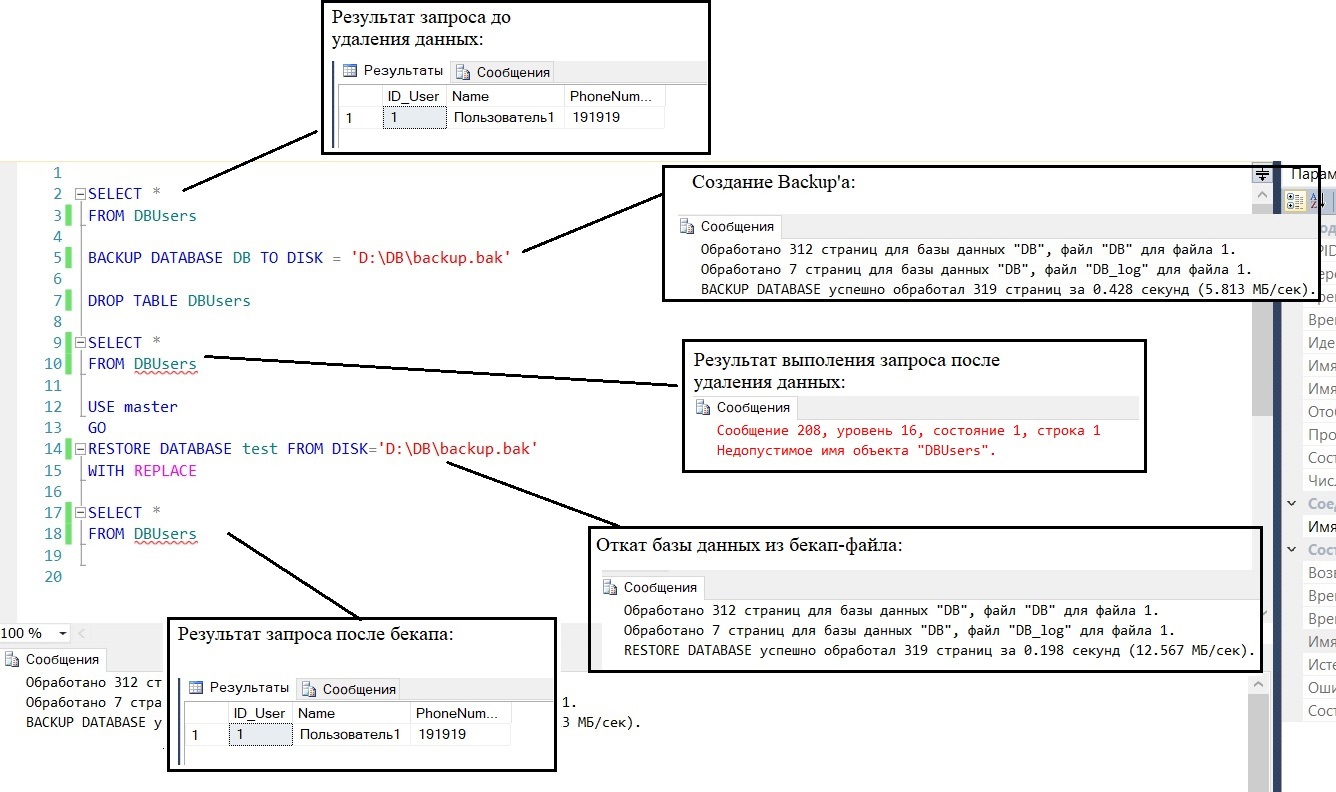 Результат запроса до
удаления данных:
Результаты Сообщения
ID_User Name PhoneNum...
1 1 Пользователь1 191919
1
2 SELECT *
3 FROM DBUsers
4
5 BACKUP DATABASE DB TO DISK = 'D:\DB\backup.bak'
6
7 DROP TABLE DBUsers
8
9 SELECT *
10 FROM DBUsers
11
12 USE master
13 GO
14 RESTORE DATABASE test FROM DISK='D:\DB\backup.bak'
15 WITH REPLACE
16
17 SELECT *
18 FROM DBUsers
19
20
Создание Backup'а:
Сообщения
Обработано 312 страниц для базы данных "DB", файл "DB" для файла 1.
Обработано 7 страниц для базы данных "DB", файл "DB_log" для файла 1.
BACKUP DATABASE успешно обработал 319 страниц за 0.428 секунд (5.813 МБ/сек).
Результат выполения запроса после
удаления данных:
Сообщения
Сообщение 208, уровень 16, состояние 1, строка 1
Недопустимое имя объекта "DBUsers".
Откат базы данных из бекап-файла:
Сообщения
Обработано 312 страниц для базы данных "DB", файл "DB" для файла 1.
Обработано 7 страниц для базы данных "DB", файл "DB_log" для файла 1.
RESTORE DATABASE успешно обработал 319 страниц за 0.198 секунд (12.567 МБ/сек).
Результат запроса после бекапа:
Результаты Сообщения
ID_User Name PhoneNum...
1 1 Пользователь1 191919
100 %
Сообщения
Обработано 312 ст
Обработано 7 стра 1.
BACKUP DATABASE у 3 МБ/сек).
Парам
PID
Вре
Иде
Имя
Имя
Ото
Про
Сост
Числ
Сое
Имя
Сост
Возв
Вре
Вре
Имя
Исте
Оши
Сост